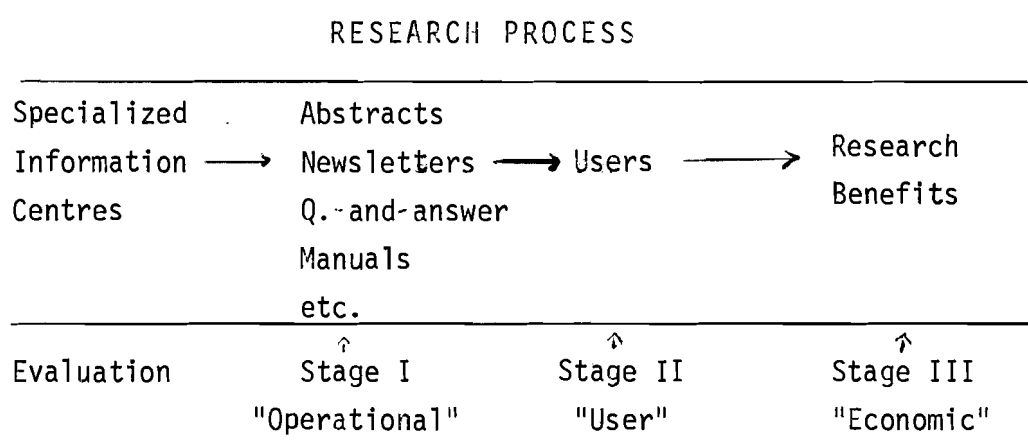 RESEARCH PROCESS
Specialized Abstracts
Information → Newsletters → Users → Research
Centres Q.-and-answer Benefits
Manuals
etc.
Evaluation Stage I Stage II Stage III
"Operational" "User" "Economic"